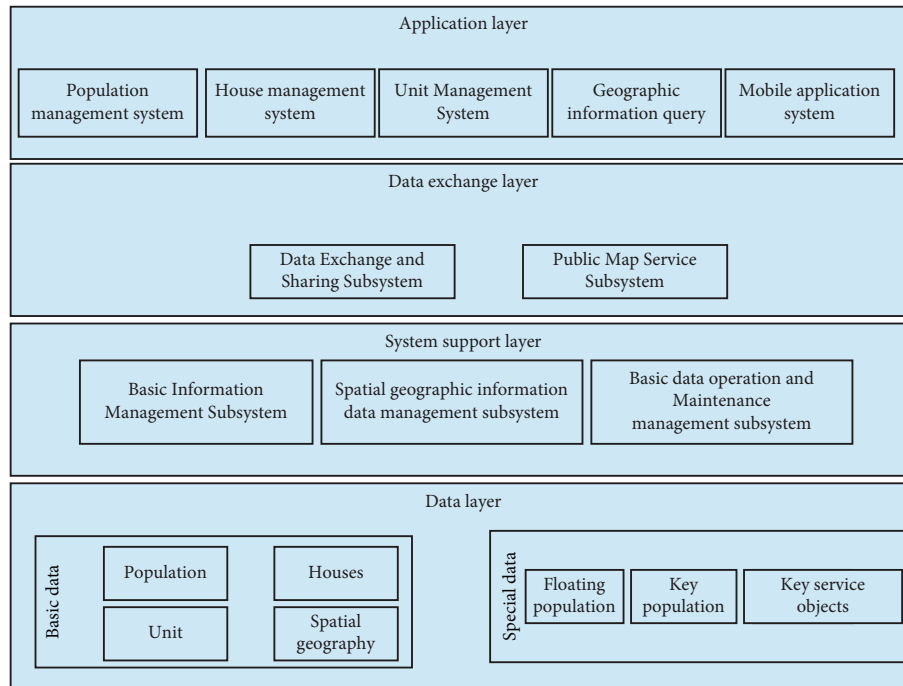 Application layer
Population
management system
House management
system
Unit Management
System
Geographic
information query
Mobile application
system
Data exchange layer
Data Exchange and
Sharing Subsystem
Public Map Service
Subsystem
System support layer
Basic Information
Management Subsystem
Spatial geographic information
data management subsystem
Basic data operation and
Maintenance
management subsystem
Data layer
Basic data
Population
Houses
Unit
Spatial
geography
Special data
Floating
population
Key
population
Key service
objects